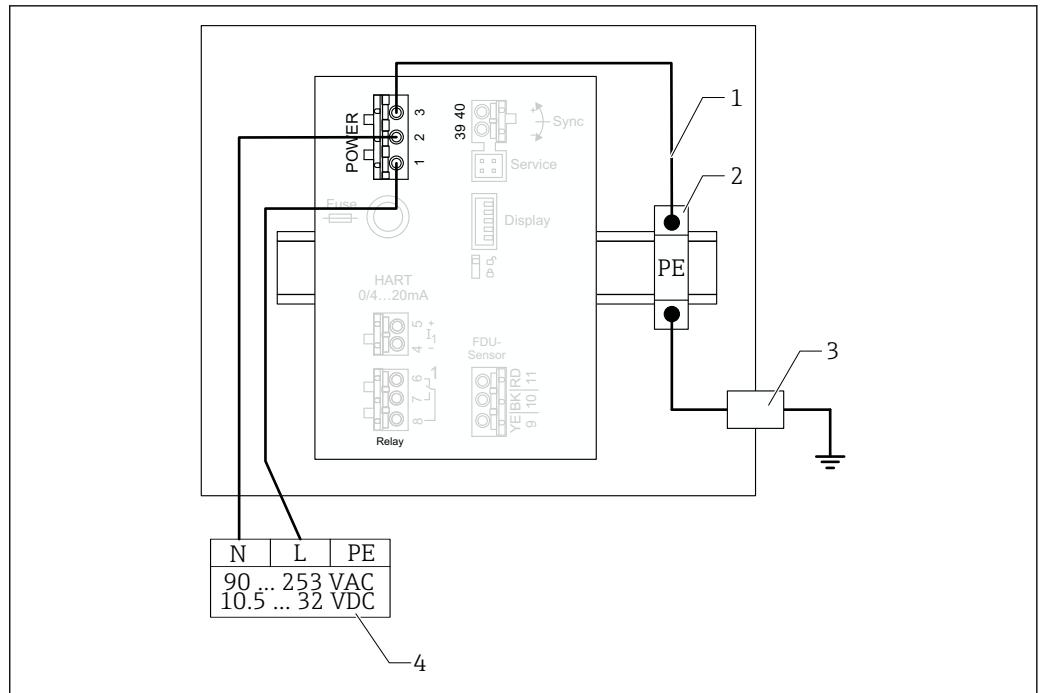 POWER
3
2
1
39 40
Sync
+
-
Service
Fuse
Display
HART
0/4...20mA
5 +
4 -
I1
6 1
7
8
Relay
FDU-
Sensor
YE BK RD
9 10 11
PE
1
2
3
N L PE
90 ... 253 VAC
10.5 ... 32 VDC
4